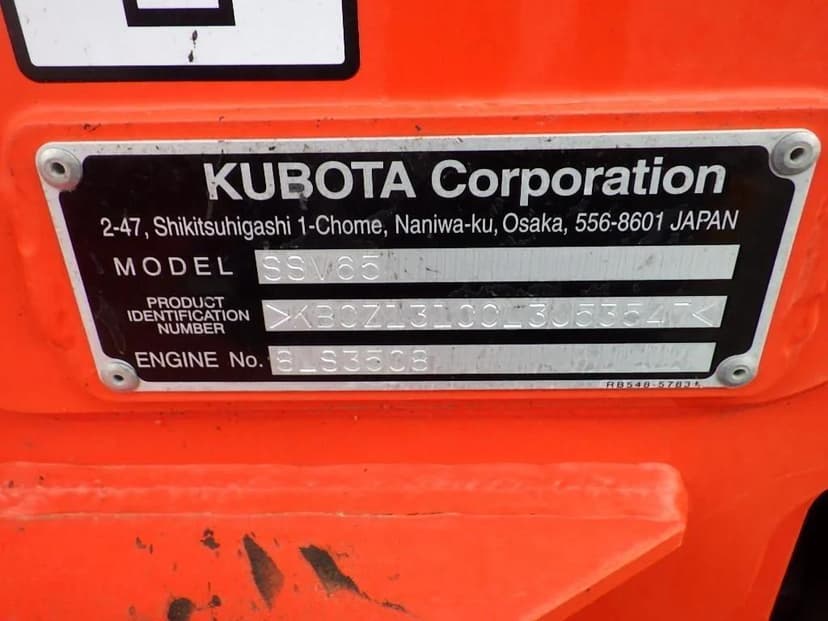 KUBOTA Corporation
2-47, Shikitsuhigashi 1-Chome, Naniwa-ku, Osaka, 556-8601 JAPAN
MODEL SSV65
PRODUCT
IDENTIFICATION
NUMBER
ENGINE No. 8LS3508